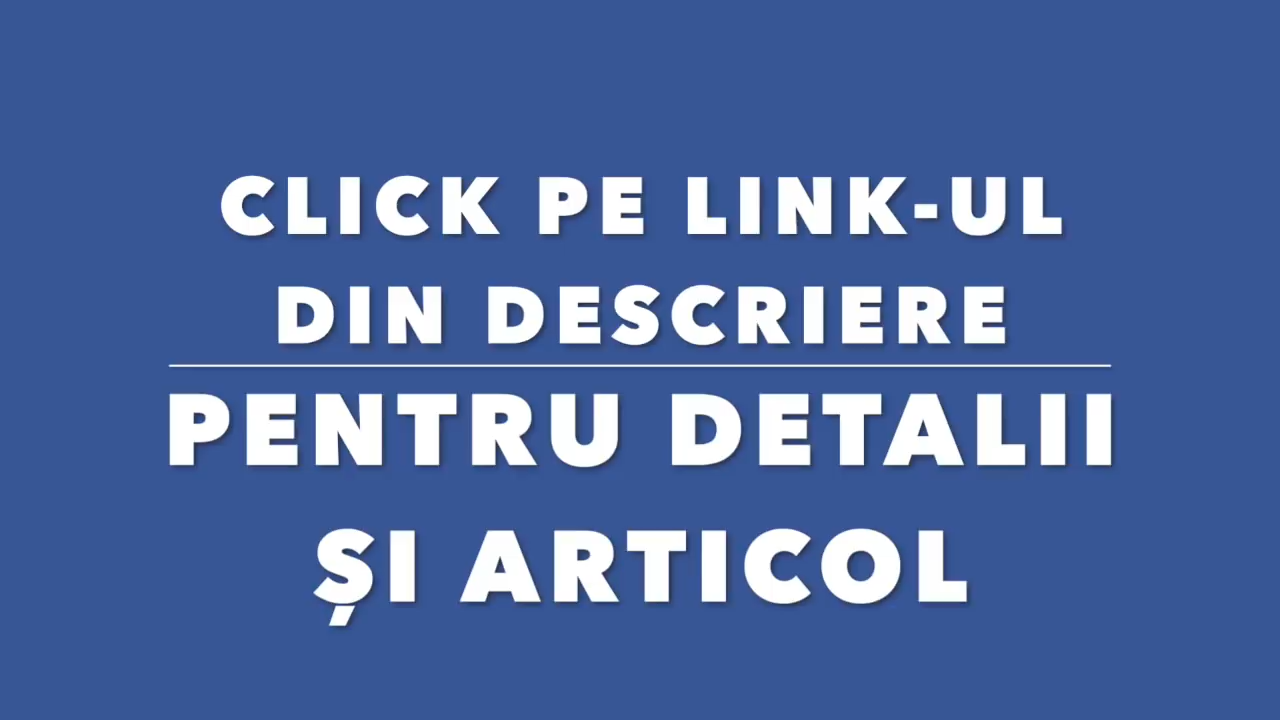 CLICK PE LINK-UL
DIN DESCRIERE
PENTRU DETALII
ȘI ARTICOL